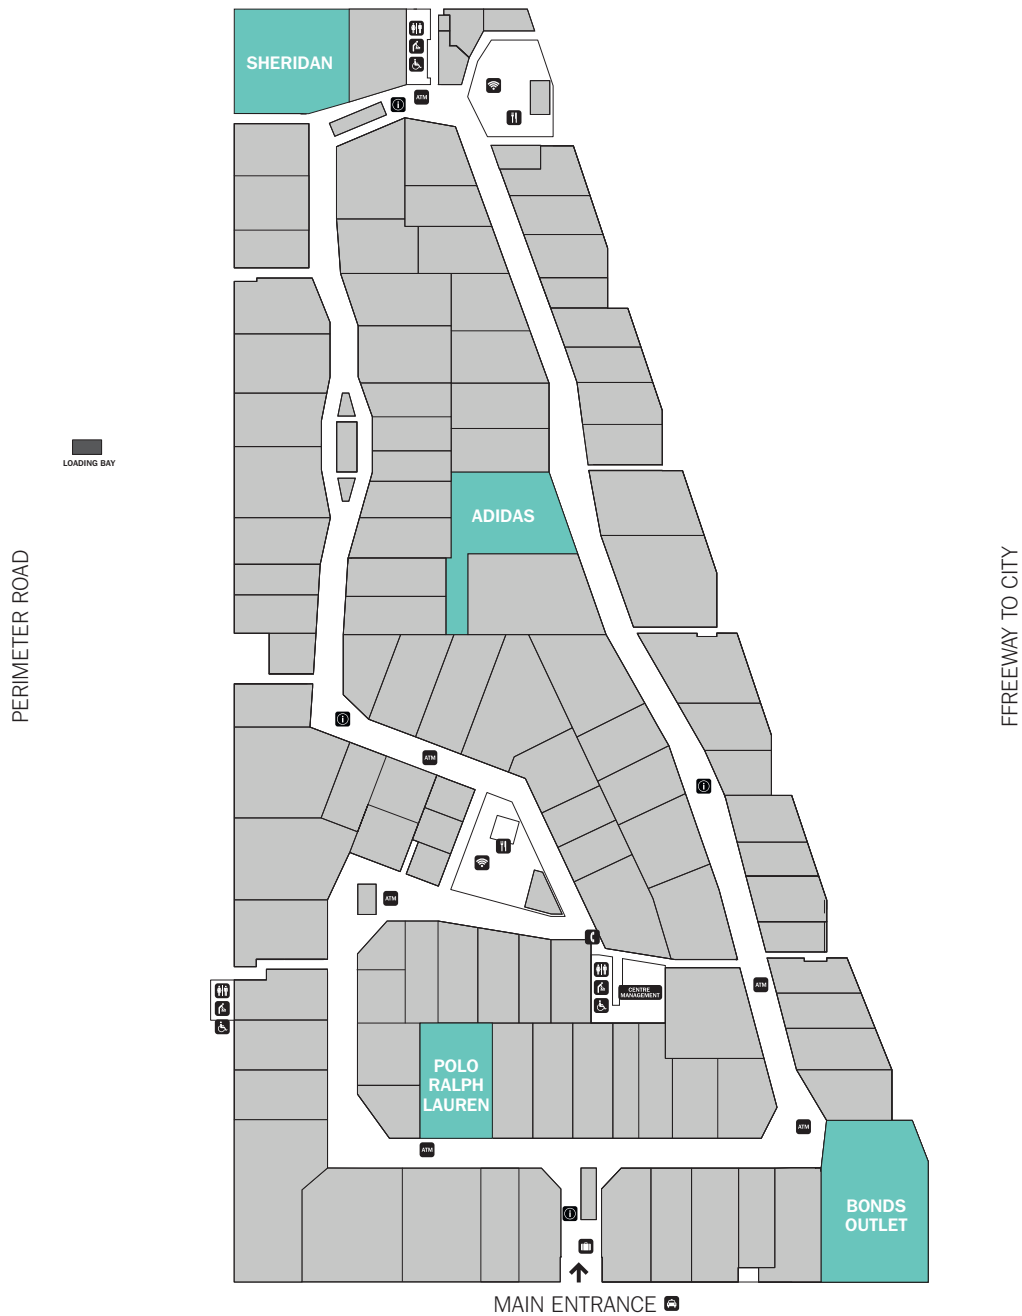 SHERIDAN
ATM
ADIDAS
LOADING BAY
PERIMETER ROAD
FFREEWAY TO CITY
ATM
ATM
CENTRE
MANAGEMENT
ATM
POLO
RALPH
LAUREN
ATM
ATM
BONDS
OUTLET
MAIN ENTRANCE